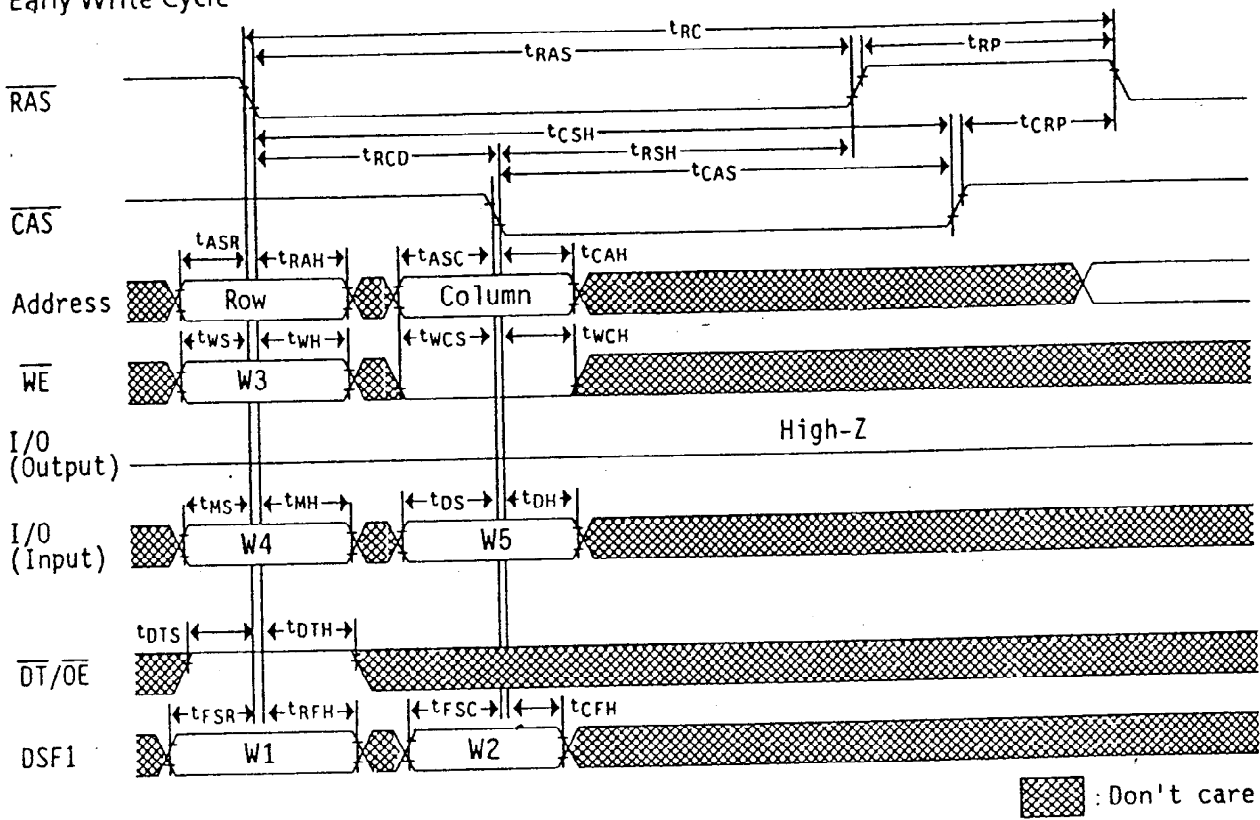 Early Write Cycle
tRC
tRAS
tRP
RAS
tCSH
tCRP
tRCD
tRSH
tCAS
CAS
tASR
tRAH
tASC
tCAH
Address
Row
Column
tWS
tWH
tWCS
tWCH
WE
W3
I/O
(Output)
High-Z
tMS
tMH
tDS
tDH
I/O
(Input)
W4
W5
tDTS
tDTH
DT/OE
tFSR
tRFH
tFSC
tCFH
DSF1
W1
W2
: Don't care